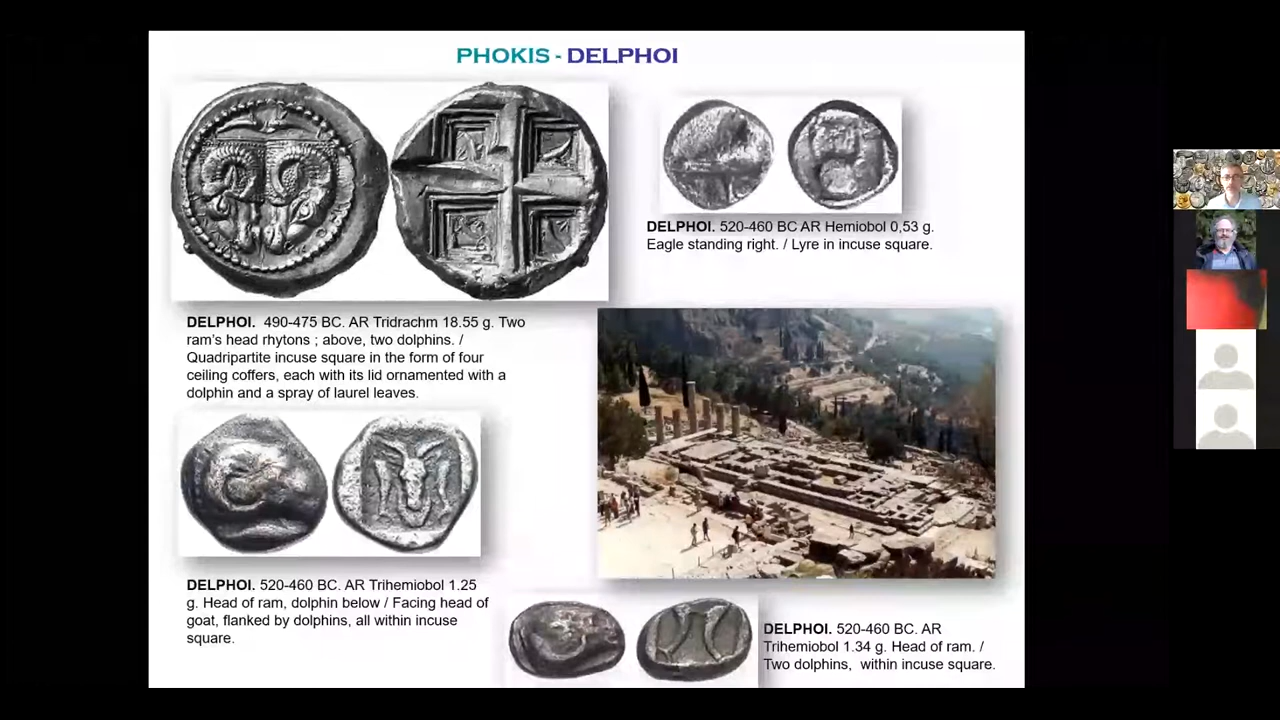 PHOKIS - DELPHOI
DELPHOI. 520-460 BC AR Hemiobol 0,53 g.
Eagle standing right. / Lyre in incuse square.
DELPHOI. 490-475 BC. AR Tridrachm 18.55 g. Two
ram's head rhytons ; above, two dolphins. /
Quadripartite incuse square in the form of four
ceiling coffers, each with its lid ornamented with a
dolphin and a spray of laurel leaves.
DELPHOI. 520-460 BC. AR Trihemiobol 1.25
g. Head of ram, dolphin below / Facing head of
goat, flanked by dolphins, all within incuse
square.
DELPHOI. 520-460 BC. AR
Trihemiobol 1.34 g. Head of ram. /
Two dolphins, within incuse square.